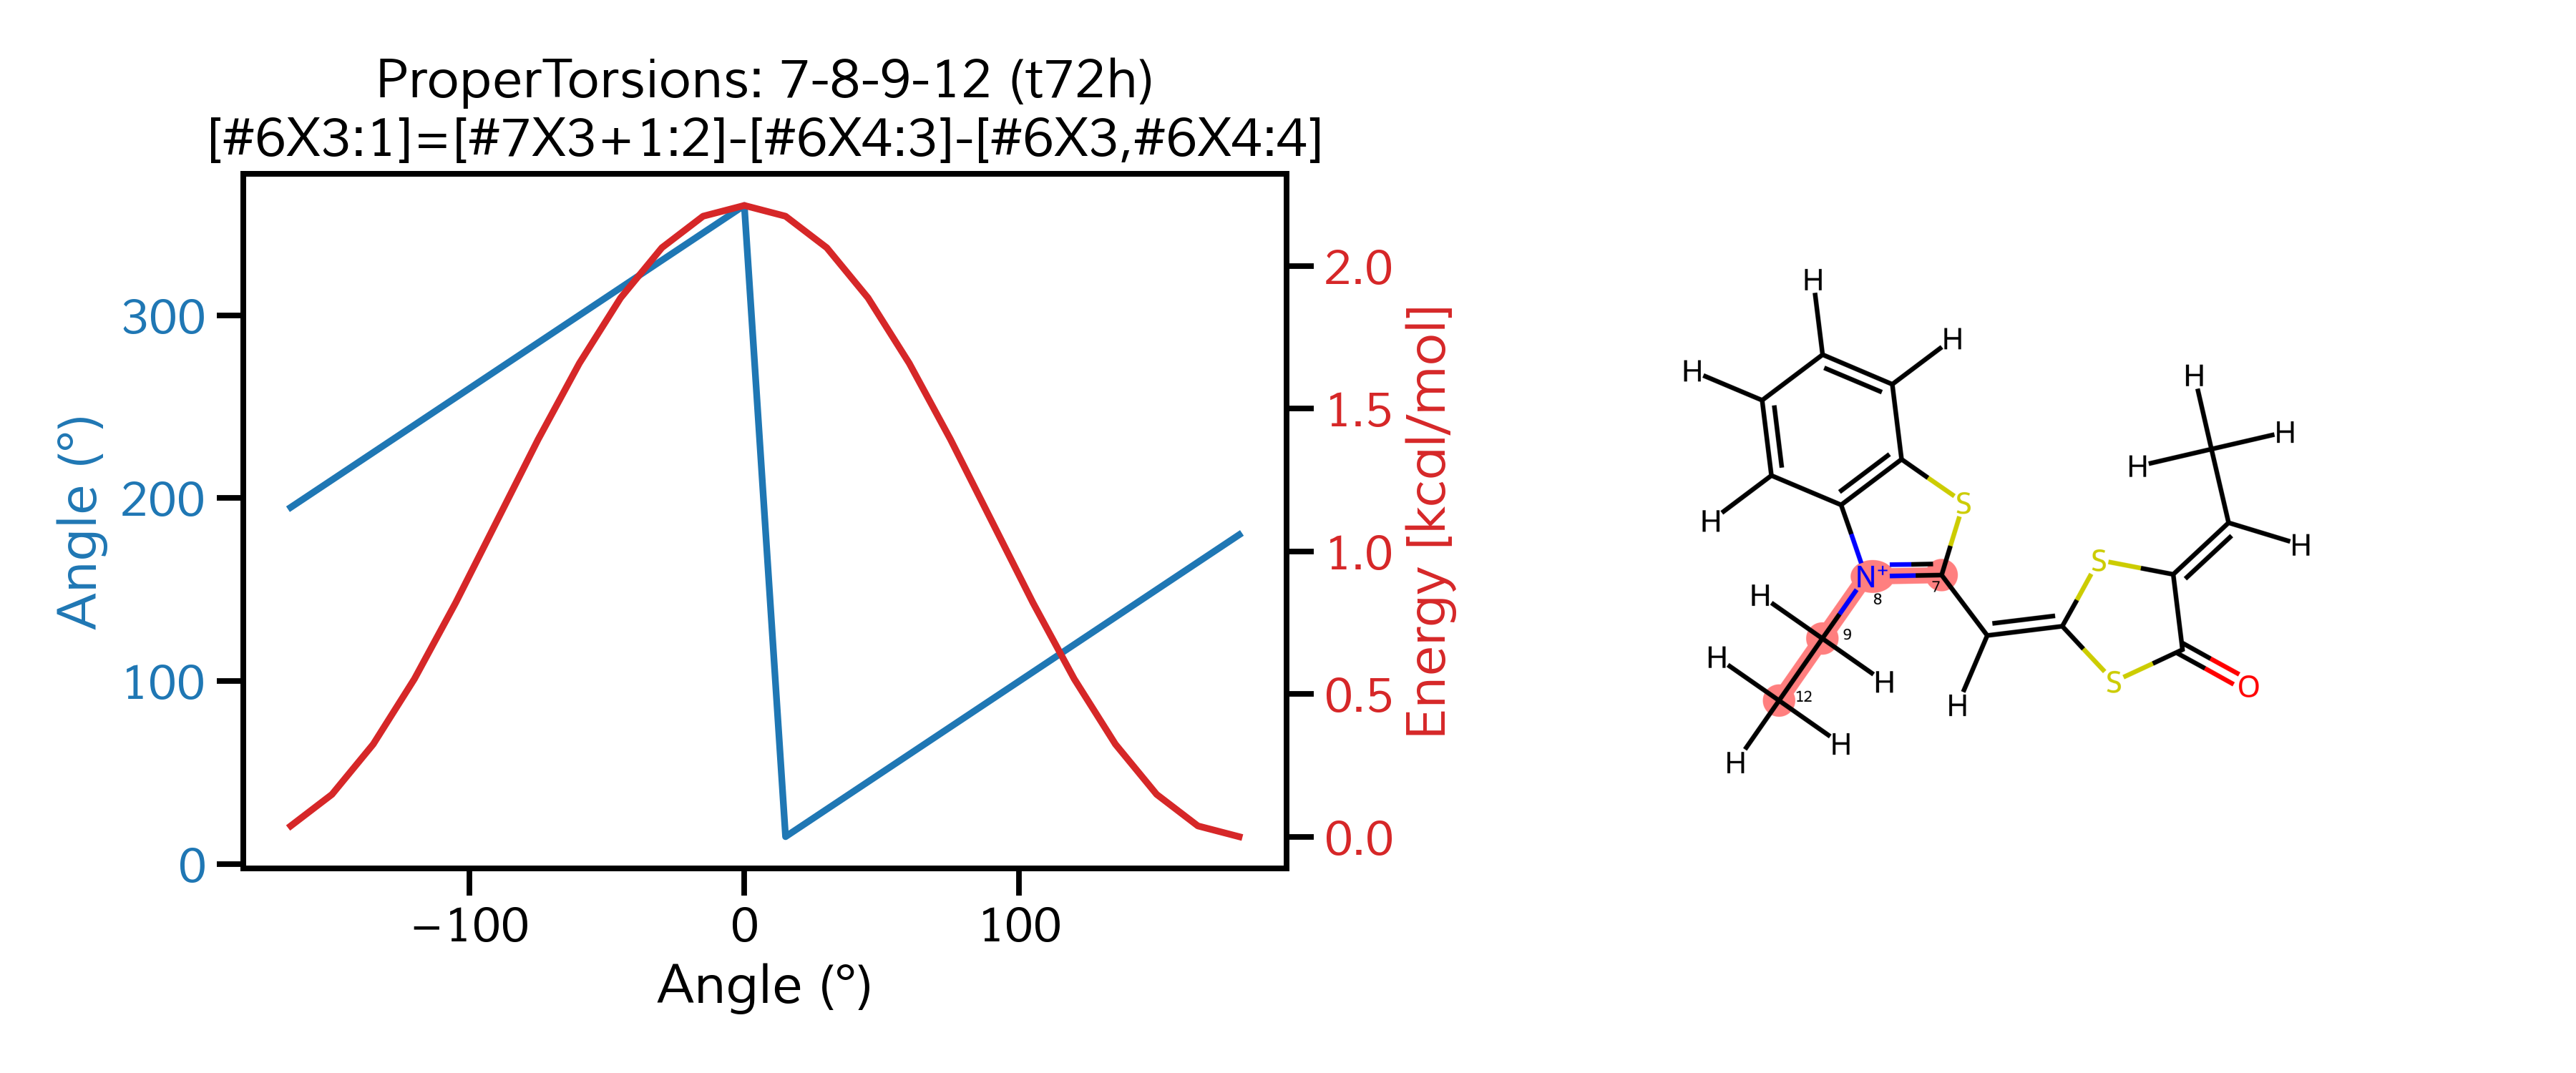 ProperTorsions: 7-8-9-12 (t72h)
[#6X3:1]=[#7X3+1:2]-[#6X4:3]-[#6X3,#6X4:4]
Angle (°)
300
200
100
0
−100
0
100
Angle (°)
2.0
1.5
1.0
0.5
0.0
Energy [kcal/mol]
H
H
H
H
H
H
H
S
H
S
N+
8
7
H
9
H
12
H
S
O
H
H
H
H